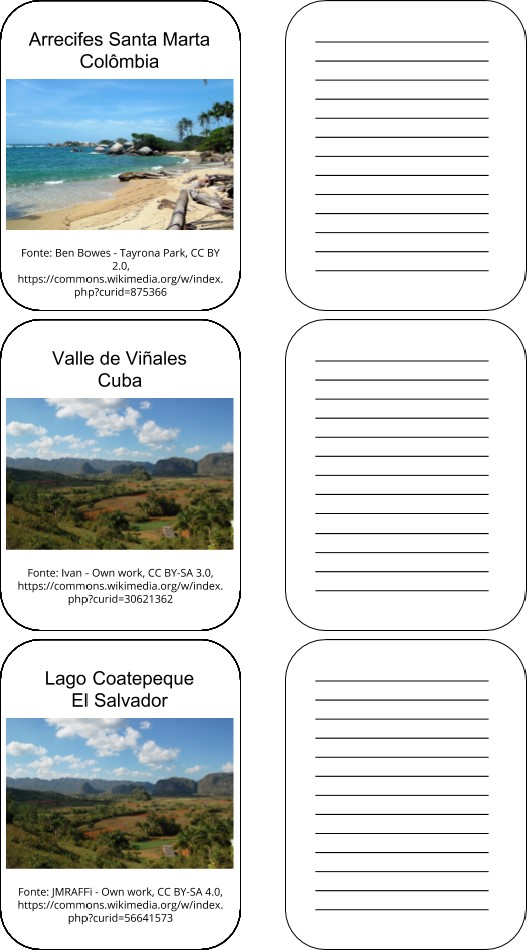 Arrecifes Santa Marta
Colômbia
Fonte: Ben Bowes - Tayrona Park, CC BY
2.0,
https://commons.wikimedia.org/w/index.
php?curid=875366
Valle de Viñales
Cuba
Fonte: Ivan - Own work, CC BY-SA 3.0,
https://commons.wikimedia.org/w/index.
php?curid=30621362
Lago Coatepeque
El Salvador
Fonte: JMRAFFi - Own work, CC BY-SA 4.0,
https://commons.wikimedia.org/w/index.
php?curid=56641573